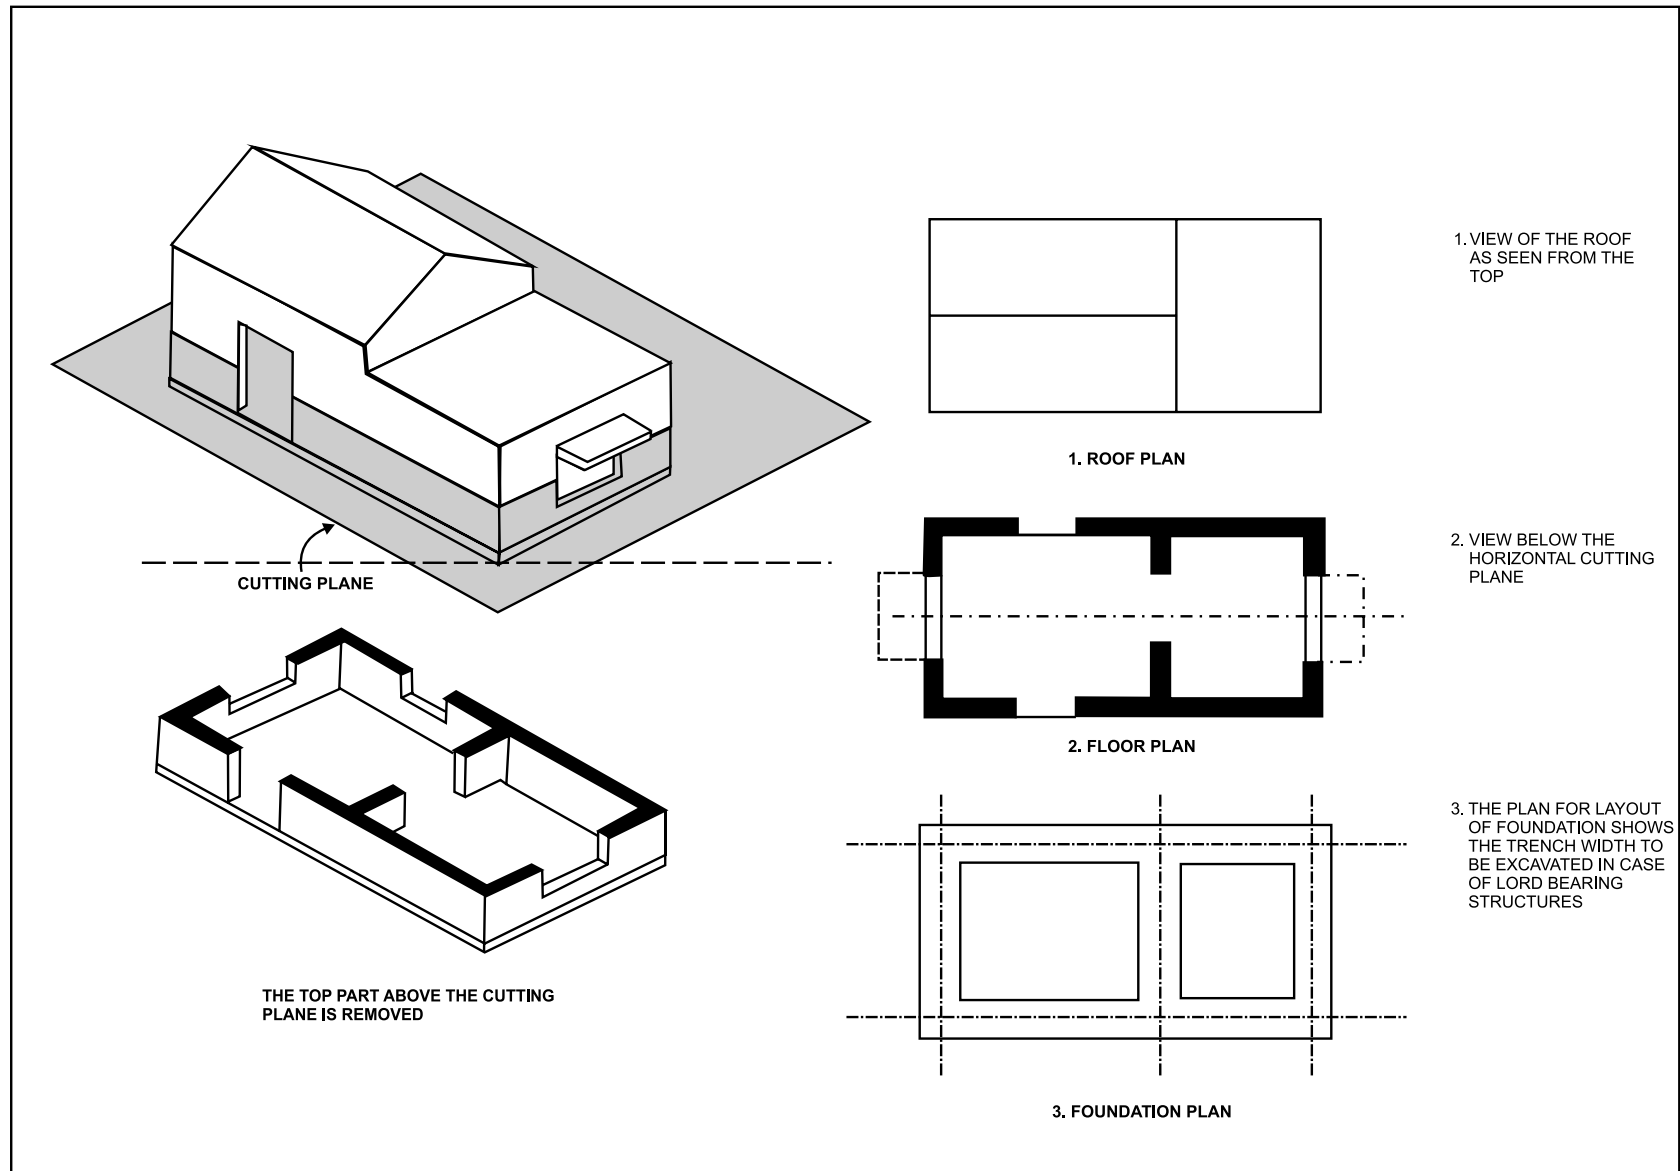 CUTTING PLANE
THE TOP PART ABOVE THE CUTTING
PLANE IS REMOVED
1. ROOF PLAN
2. FLOOR PLAN
3. FOUNDATION PLAN
1. VIEW OF THE ROOF
AS SEEN FROM THE
TOP
2. VIEW BELOW THE
HORIZONTAL CUTTING
PLANE
3. THE PLAN FOR LAYOUT
OF FOUNDATION SHOWS
THE TRENCH WIDTH TO
BE EXCAVATED IN CASE
OF LORD BEARING
STRUCTURES